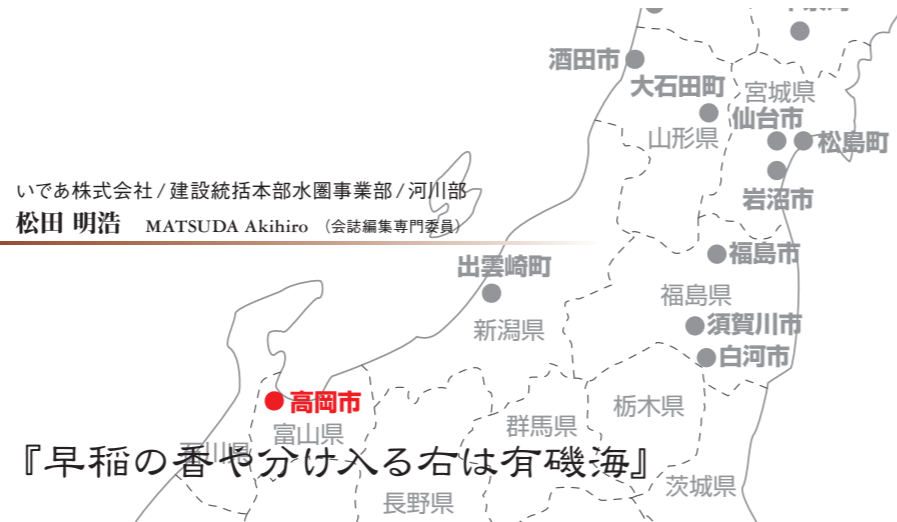 酒田市
大石田町
宮城県
仙台市
山形県
松島町
いであ株式会社 / 建設統括本部水圏事業部 / 河川部
岩沼市
松田 明浩 MATSUDA Akihiro （会誌編集専門委員）
福島市
出雲崎町
福島県
新潟県
須賀川市
白河市
高岡市
栃木県
群馬県
富山県
石川県
『早稲の香や分け入る右は有磯海』
茨城県
長野県